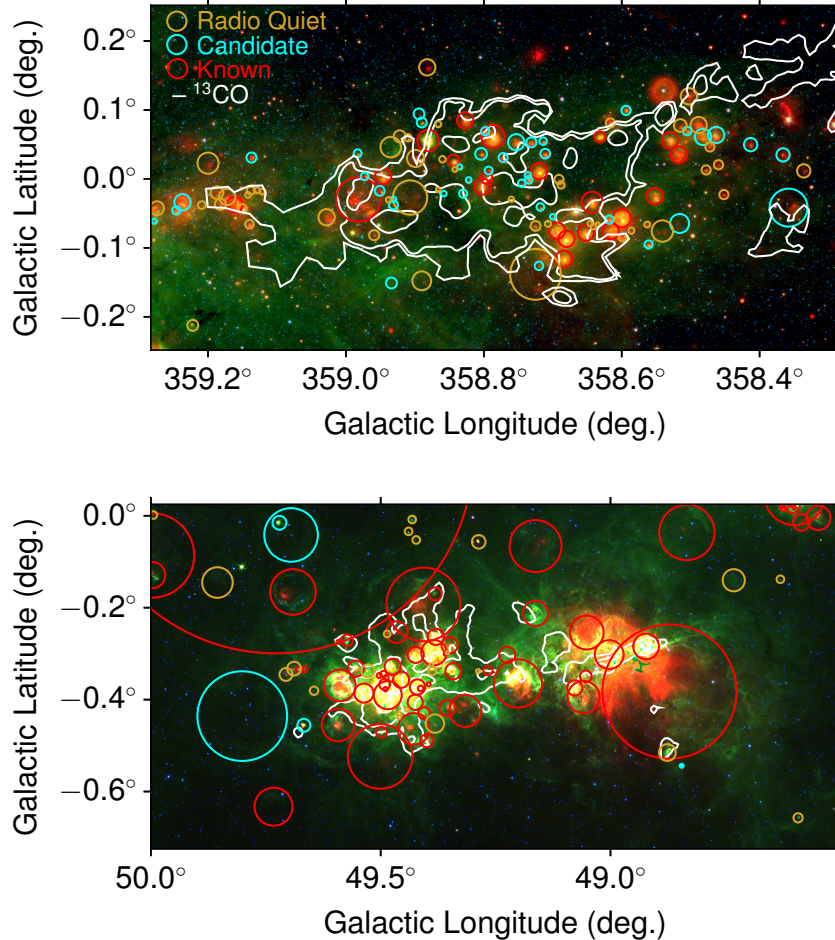 Galactic Latitude (deg.)
0.2°
0.1°
0.0°
−0.1°
−0.2°
Radio Quiet
Candidate
Known
– ¹³CO
359.2° 359.0° 358.8° 358.6° 358.4°
Galactic Longitude (deg.)
Galactic Latitude (deg.)
0.0°
−0.2°
−0.4°
−0.6°
50.0° 49.5° 49.0°
Galactic Longitude (deg.)